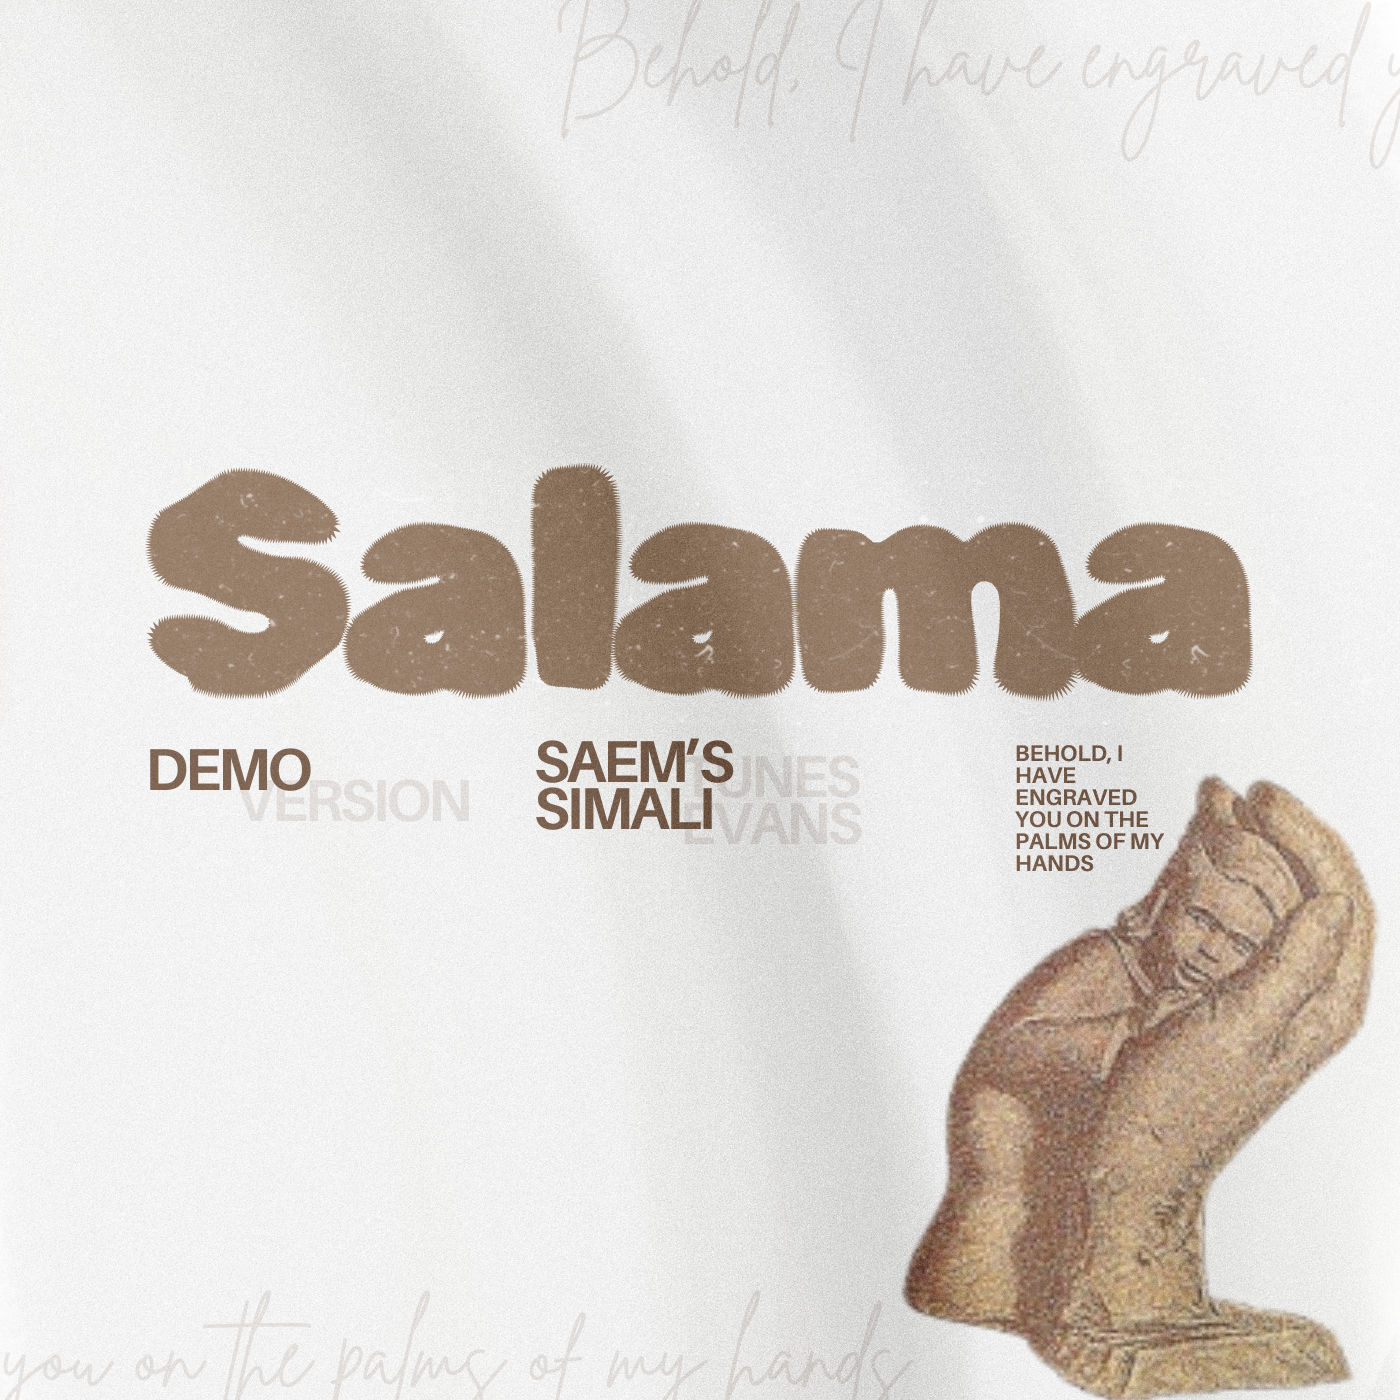 Behold, I have engraved y
Salama
DEMO
VERSION
SAEM'S
SIMALI
TUNES
EVANS
BEHOLD, I
HAVE
ENGRAVED
YOU ON THE
PALMS OF MY
HANDS
you on the palms of my hands